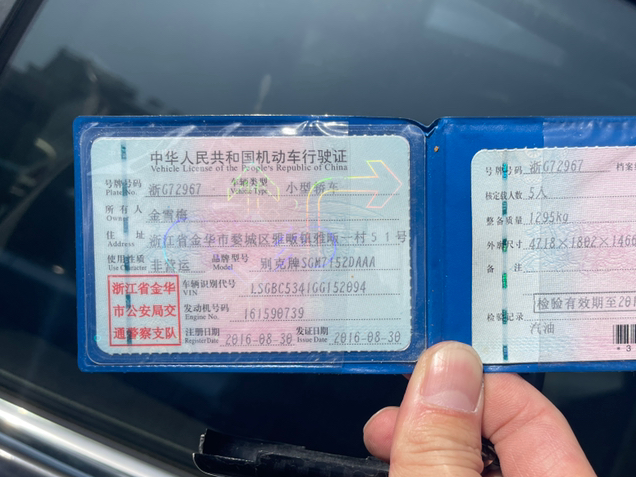 中华人民共和国机动车行驶证
Vehicle License of the People's Republic of China
号牌号码 浙G72967 车辆类型 小型轿车
Plate No.
所有人 金雪梅
Owner
住址 浙江省金华市婺城区雅畈镇雅畈一村51号
Address
使用性质 非营运 品牌型号 别克牌SGM7152DAAA
Use Character Model
浙江省金华
市公安局交
通警察支队
车辆识别代号 LSGBC5341GG152094
VIN
发动机号码 161590739
Engine No.
注册日期 2016-08-30 发证日期 2016-08-30
Register Date Issue Date
号牌号码 浙G72967 档案
核定载人数 5人
整备质量 1295kg
外廓尺寸 4718×1802×1466
备注
检验有效期至201
检验记录
汽油
*3